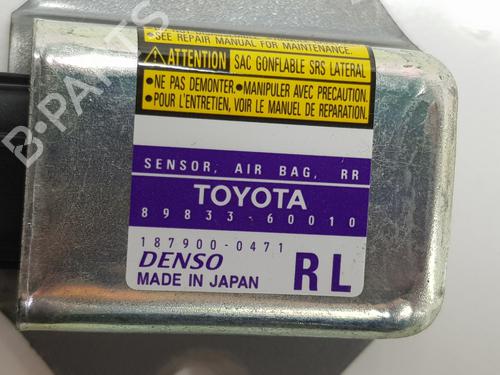 •SEE REPAIR MANUAL FOR MAINTENANCE.
ATTENTION SAC GONFLABLE SRS LATERAL
•NE PAS DEMONTER.•MANIPULER AVEC PRECAUTION.
•POUR L'ENTRETIEN, VOIR LE MANUEL DE REPARATION.
SENSOR, AIR BAG, RR
TOYOTA
89833-60010
187900-0471
DENSO
MADE IN JAPAN
RL
B-PARTS